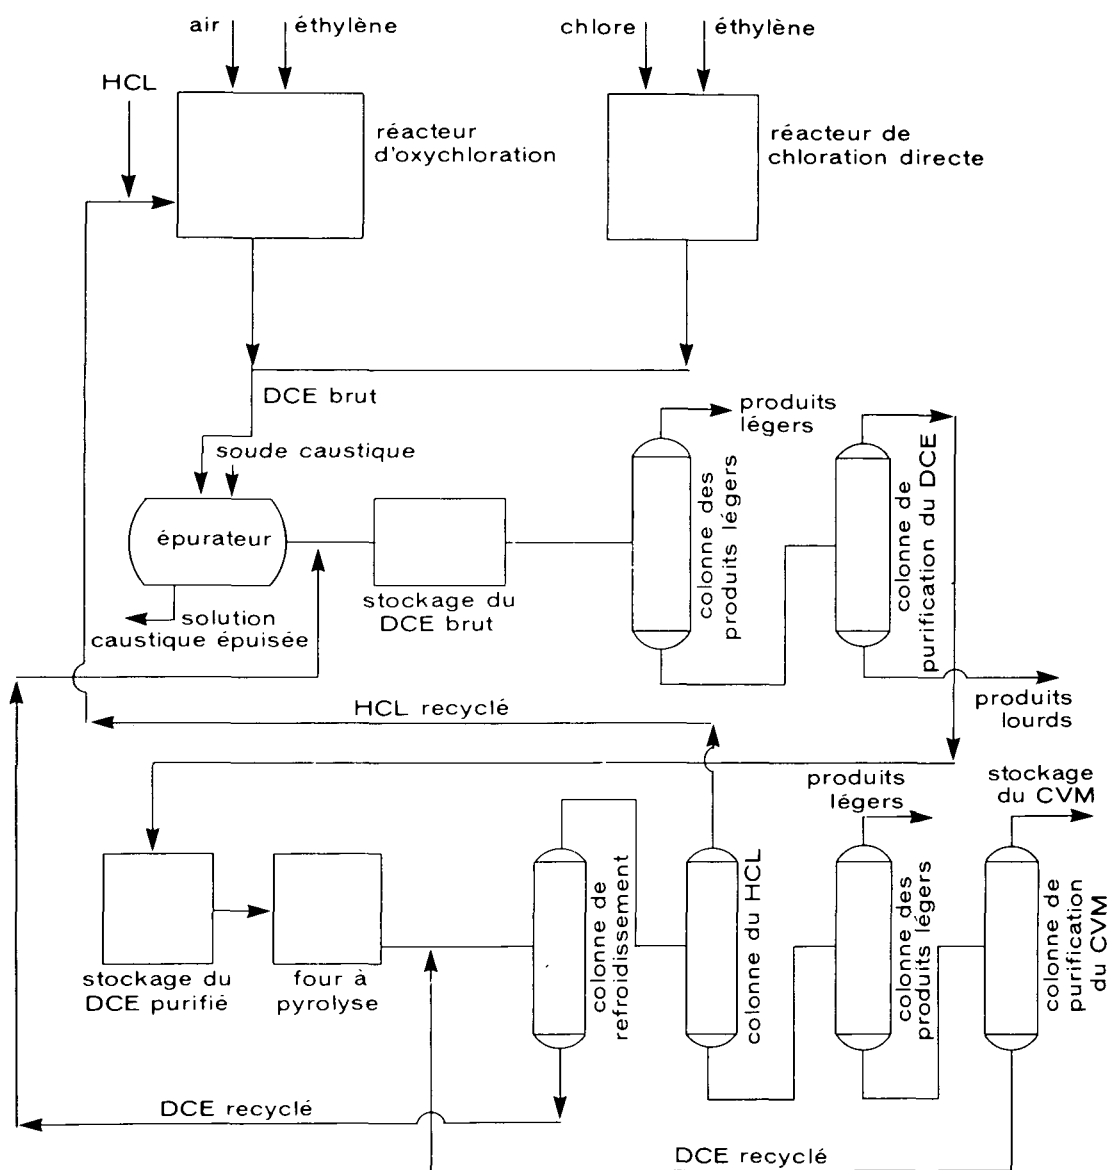 air
éthylène
chlore
éthylène
HCL
réacteur
d'oxychloration
réacteur de
chloration directe
DCE brut
produits
légers
soude caustique
épurateur
colonne des
produits légers
colonne de
purification du DCE
stockage du
DCE brut
solution
caustique épuisée
produits
lourds
HCL recyclé
produits
légers
stockage
du CVM
stockage du
DCE purifié
four à
pyrolyse
colonne de
refroidissement
colonne du HCL
colonne des
produits légers
colonne de
purification
du CVM
DCE recyclé
DCE recyclé